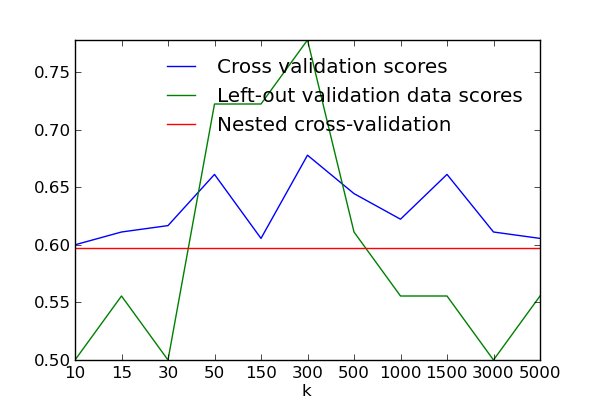 Cross validation scores
Left-out validation data scores
Nested cross-validation
0.75
0.70
0.65
0.60
0.55
0.50
10 15 30 50 150 300 500 1000 1500 3000 5000
k